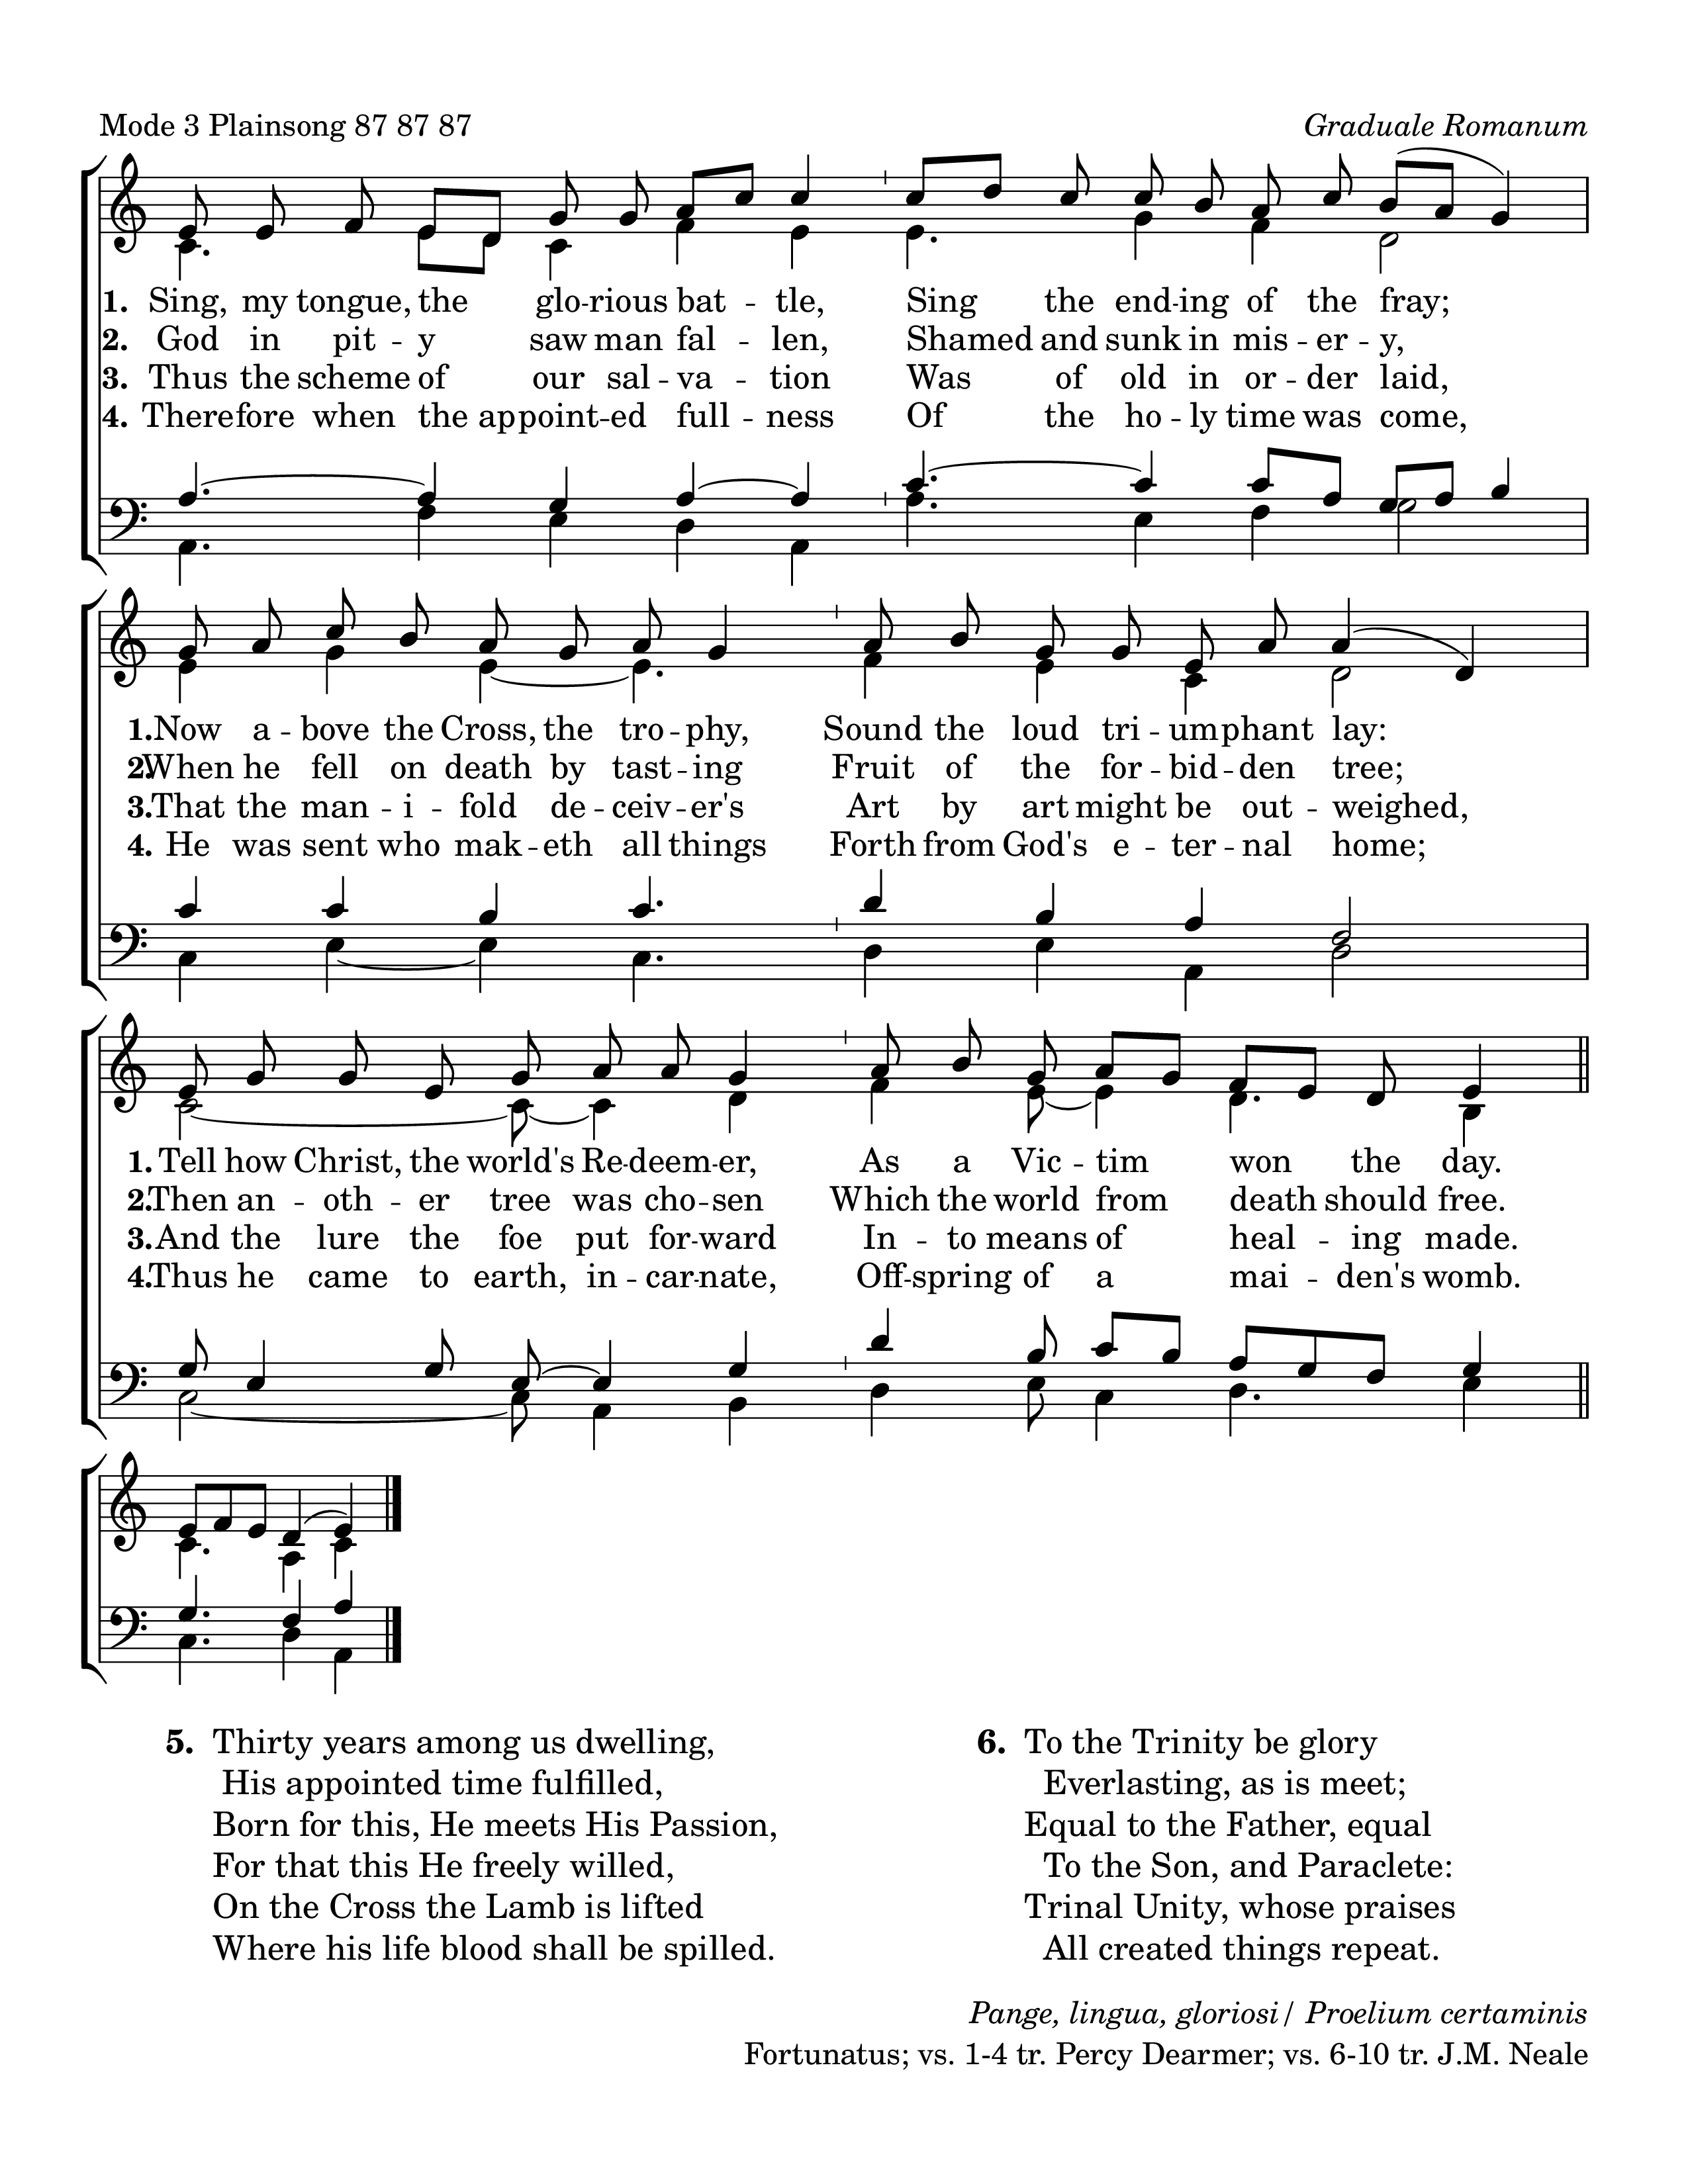 Mode 3 Plainsong 87 87 87
Graduale Romanum
1. Sing, my tongue, the glo -- rious bat -- tle, Sing the end -- ing of the fray;
2. God in pit -- y saw man fal -- len, Shamed and sunk in mis -- er -- y,
3. Thus the scheme of our sal -- va -- tion Was of old in or -- der laid,
4. There -- fore when the ap -- point -- ed full -- ness Of the ho -- ly time was come,
1. Now a -- bove the Cross, the tro -- phy, Sound the loud tri -- um -- phant lay:
2. When he fell on death by tast -- ing Fruit of the for -- bid -- den tree;
3. That the man -- i -- fold de -- ceiv -- er's Art by art might be out -- weighed,
4. He was sent who mak -- eth all things Forth from God's e -- ter -- nal home;
1. Tell how Christ, the world's Re -- deem -- er, As a Vic -- tim won the day.
2. Then an -- oth -- er tree was cho -- sen Which the world from death should free.
3. And the lure the foe put for -- ward In -- to means of heal -- ing made.
4. Thus he came to earth, in -- car -- nate, Off -- spring of a mai -- den's womb.
5. Thirty years among us dwelling,
His appointed time fulfilled,
Born for this, He meets His Passion,
For that this He freely willed,
On the Cross the Lamb is lifted
Where his life blood shall be spilled.
6. To the Trinity be glory
Everlasting, as is meet;
Equal to the Father, equal
To the Son, and Paraclete:
Trinal Unity, whose praises
All created things repeat.
Pange, lingua, gloriosi/ Proelium certaminis
Fortunatus; vs. 1-4 tr. Percy Dearmer; vs. 6-10 tr. J.M. Neale